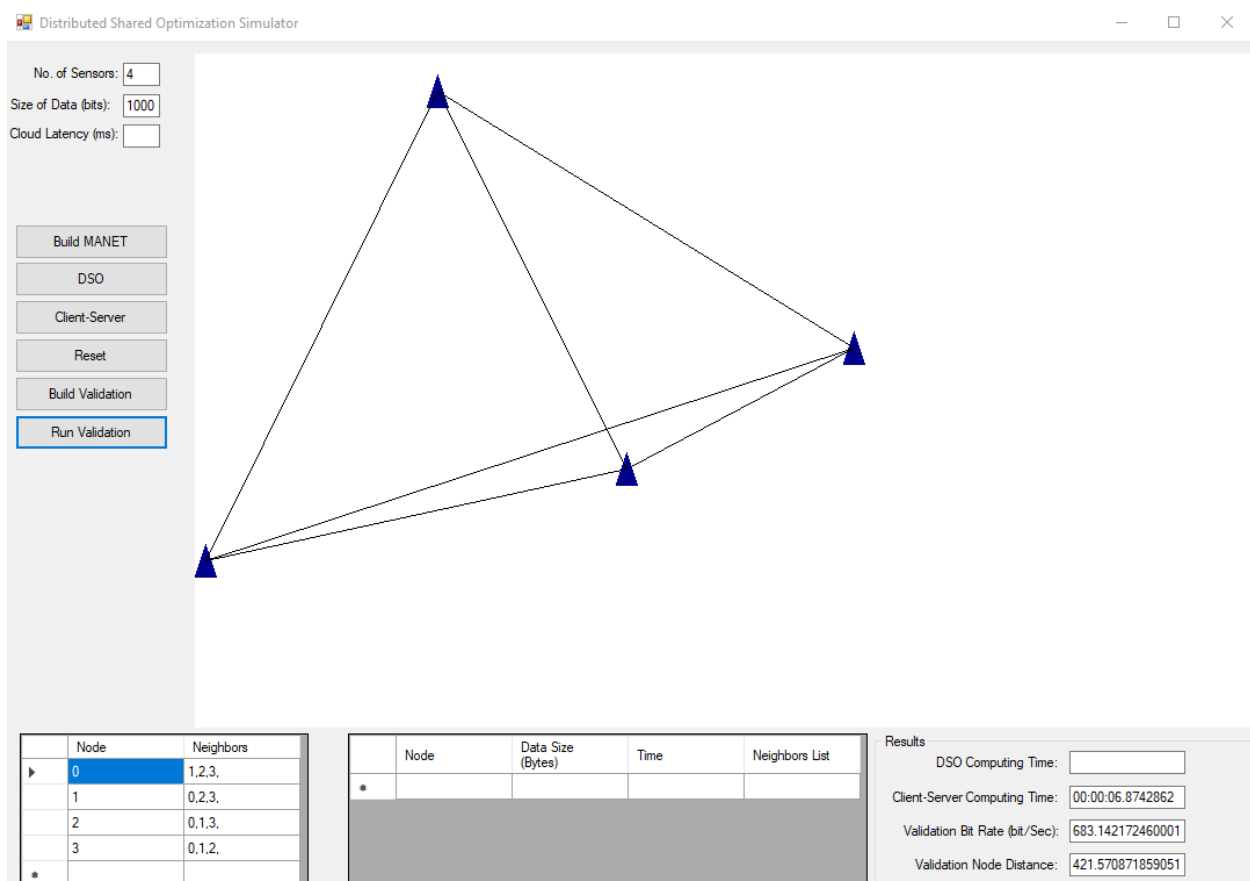 Distributed Shared Optimization Simulator
No. of Sensors: 4
Size of Data (bits): 1000
Cloud Latency (ms):
Build MANET
DSO
Client-Server
Reset
Build Validation
Run Validation
Node Neighbors
0 1,2,3,
1 0,2,3,
2 0,1,3,
3 0,1,2,
Node Data Size (Bytes) Time Neighbors List
Results
DSO Computing Time:
Client-Server Computing Time: 00:00:06.8742862
Validation Bit Rate (bit/Sec): 683.142172460001
Validation Node Distance: 421.570871859051